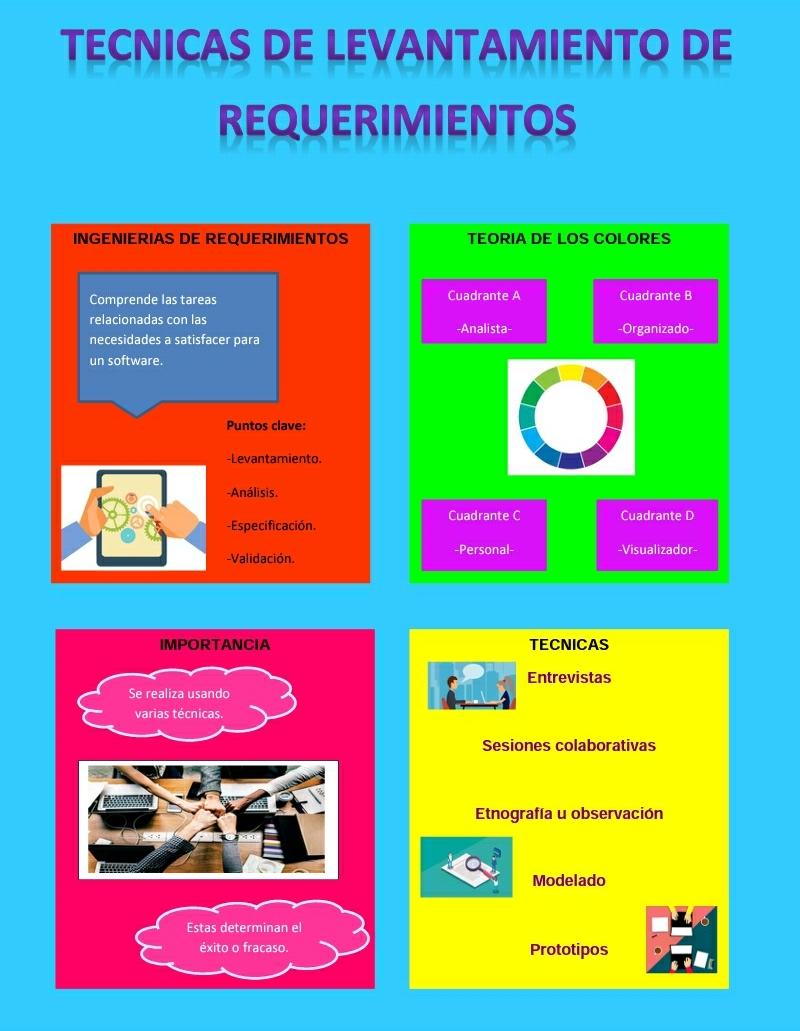 TECNICAS DE LEVANTAMIENTO DE
REQUERIMIENTOS
INGENIERIAS DE REQUERIMIENTOS
Comprende las tareas
relacionadas con las
necesidades a satisfacer para
un software.
Puntos clave:
-Levantamiento.
-Análisis.
-Especificación.
-Validación.
TEORIA DE LOS COLORES
Cuadrante A
-Analista-
Cuadrante B
-Organizado-
Cuadrante C
-Personal-
Cuadrante D
-Visualizador-
IMPORTANCIA
Se realiza usando
varias técnicas.
Estas determinan el
éxito o fracaso.
TECNICAS
Entrevistas
Sesiones colaborativas
Etnografía u observación
Modelado
Prototipos